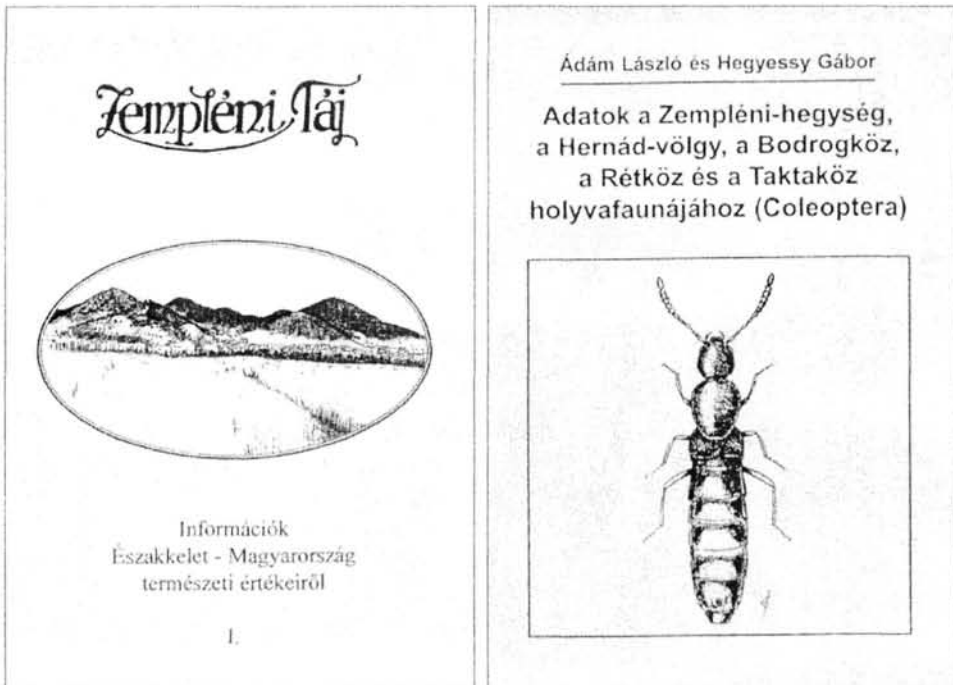 Zempléni Táj
Információk
Északkelet - Magyarország
természeti értékeiről
I.
Ádám László és Hegyessy Gábor
Adatok a Zempléni-hegység,
a Hernád-völgy, a Bodrogköz,
a Rétköz és a Taktaköz
holyvafaunájához (Coleoptera)